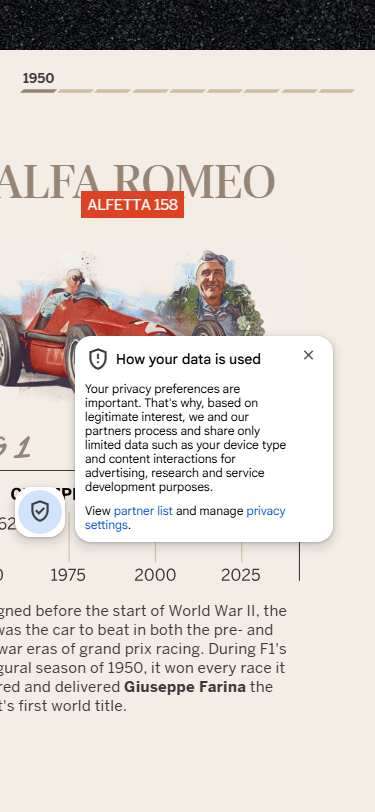 1950
ALFA ROMEO
ALFETTA 158
G 1
How your data is used
Your privacy preferences are
important. That's why, based on
legitimate interest, we and our
partners process and share only
limited data such as your device type
and content interactions for
advertising, research and service
development purposes.
View partner list and manage privacy
settings.
62
0 1975 2000 2025
gned before the start of World War II, the
was the car to beat in both the pre- and
war eras of grand prix racing. During F1's
gural season of 1950, it won every race it
red and delivered Giuseppe Farina the
t's first world title.